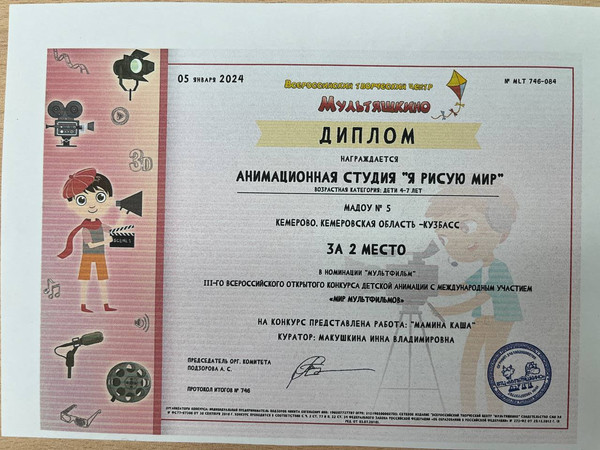 05 ЯНВАРЯ 2024
ВСЕРОССИЙСКИЙ ТВОРЧЕСКИЙ ЦЕНТР
№ MLT 746-084
МУЛЬТЯШКИНО
ДИПЛОМ
НАГРАЖДАЕТСЯ
АНИМАЦИОННАЯ СТУДИЯ "Я РИСУЮ МИР"
ВОЗРАСТНАЯ КАТЕГОРИЯ: ДЕТИ 4-7 ЛЕТ
МАДОУ № 5
КЕМЕРОВО, КЕМЕРОВСКАЯ ОБЛАСТЬ -КУЗБАСС
ЗА 2 МЕСТО
В НОМИНАЦИИ "МУЛЬТФИЛЬМ"
III-ГО ВСЕРОССИЙСКОГО ОТКРЫТОГО КОНКУРСА ДЕТСКОЙ АНИМАЦИИ С МЕЖДУНАРОДНЫМ УЧАСТИЕМ
«МИР МУЛТФИЛЬМОВ»
НА КОНКУРС ПРЕДСТАВЛЕНА РАБОТА: "МАМИНА КАША"
КУРАТОР: МАКУШКИНА ИННА ВЛАДИМИРОВНА
ПРЕДСЕДАТЕЛЬ ОРГ. КОМИТЕТА
ПОДЗОРОВА А. С.
ПРОТОКОЛ ИТОГОВ № 746
3D
SCENE 1